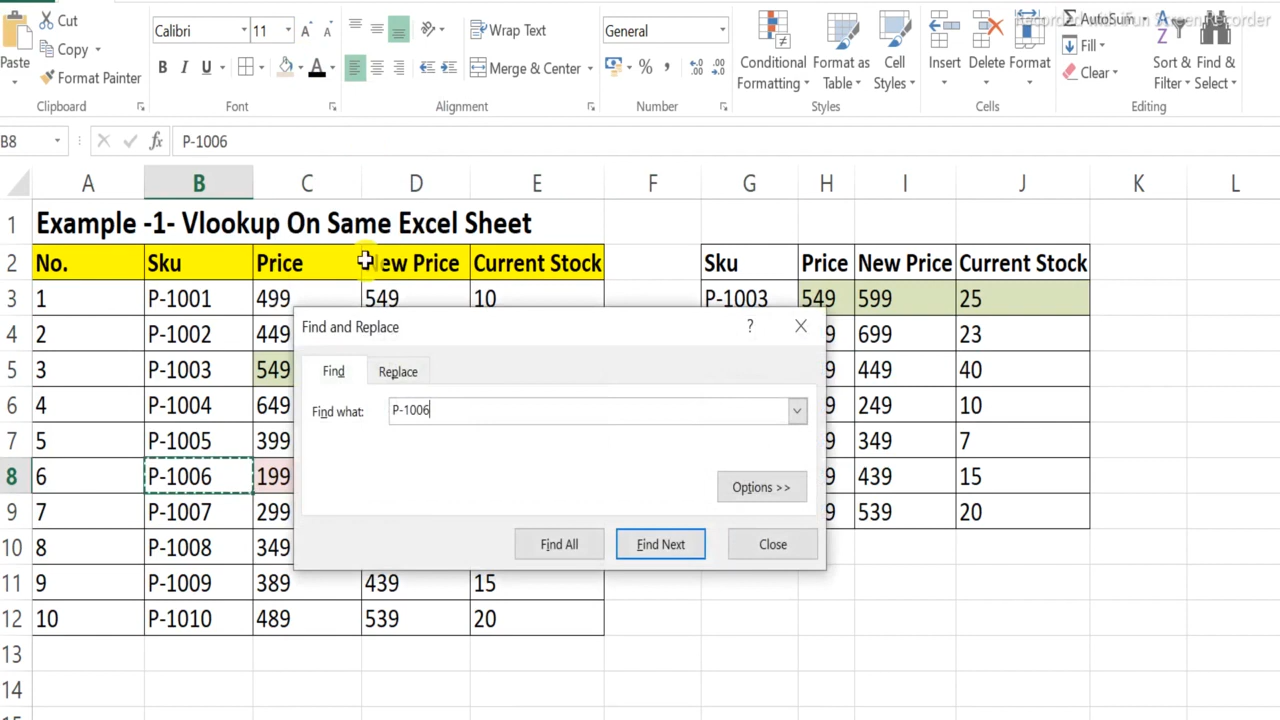 Cut
Copy
Format Painter
Paste
Clipboard
Calibri
11
B I U
A
Font
Wrap Text
Merge & Center
Alignment
General
%
Number
Conditional Formatting
Format as Table
Cell Styles
Styles
Insert
Delete
Format
Cells
AutoSum
Fill
Clear
Sort & Filter
Find & Select
Editing
B8
fx
P-1006
A B C D E F G H I J K L
1 Example -1- Vlookup On Same Excel Sheet
2 No. Sku Price New Price Current Stock Sku Price New Price Current Stock
3 1 P-1001 499 549 10 P-1003 549 599 25
4 2 P-1002 449 9 699 23
5 3 P-1003 549 9 449 40
6 4 P-1004 649 9 249 10
7 5 P-1005 399 9 349 7
8 6 P-1006 199 9 439 15
9 7 P-1007 299 9 539 20
10 8 P-1008 349
11 9 P-1009 389 439 15
12 10 P-1010 489 539 20
13
14
15
Find and Replace
?
Find
Replace
Find what:
P-1006
Options >>
Find All
Find Next
Close